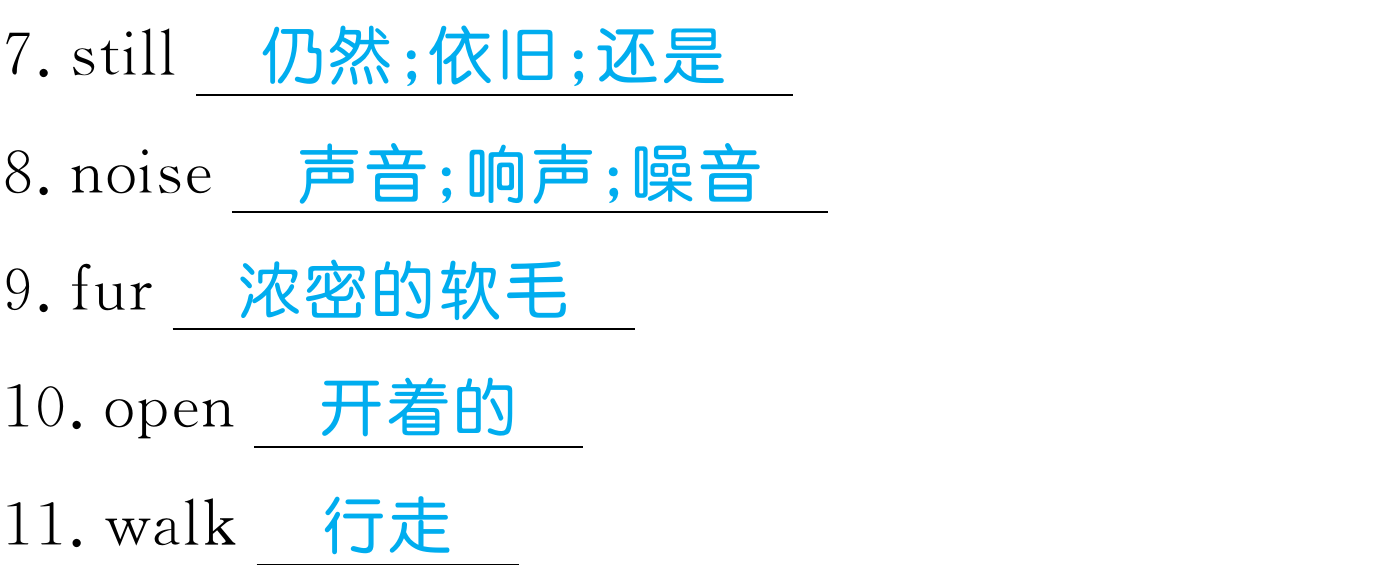 7. still 仍然;依旧;还是
8. noise 声音;响声;噪音
9. fur 浓密的软毛
10. open 开着的
11. walk 行走